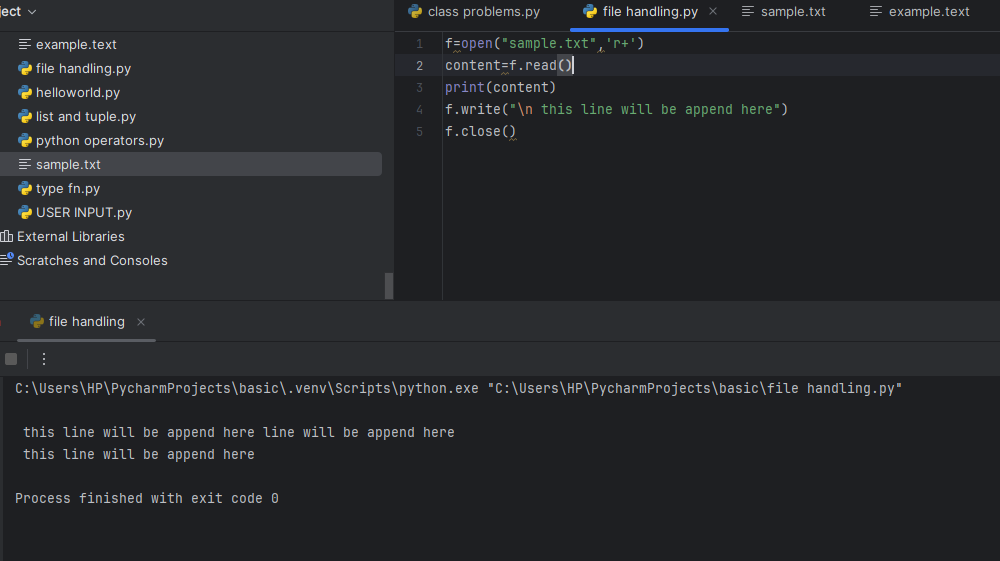 ject
class problems.py
file handling.py
sample.txt
example.text
example.text
file handling.py
helloworld.py
list and tuple.py
python operators.py
sample.txt
type fn.py
USER INPUT.py
External Libraries
Scratches and Consoles
1 f=open("sample.txt",'r+')
2 content=f.read()
3 print(content)
4 f.write("\n this line will be append here")
5 f.close()
file handling
C:\Users\HP\PycharmProjects\basic\.venv\Scripts\python.exe "C:\Users\HP\PycharmProjects\basic\file handling.py"
this line will be append here line will be append here
this line will be append here
Process finished with exit code 0